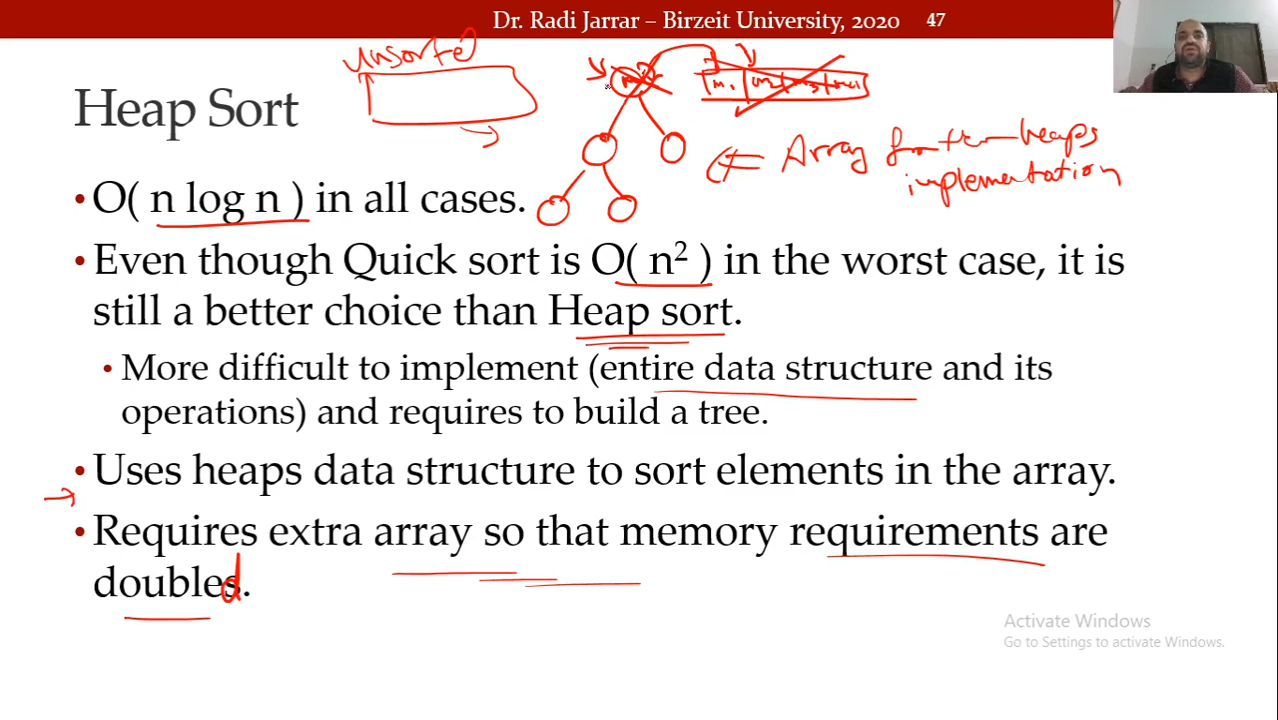 Dr. Radi Jarrar – Birzeit University, 2020 47
unsorted
Heap Sort
Array for the heaps
implementation
•O( n log n ) in all cases.
•Even though Quick sort is O( n² ) in the worst case, it is
still a better choice than Heap sort.
• More difficult to implement (entire data structure and its
operations) and requires to build a tree.
•Uses heaps data structure to sort elements in the array.
•Requires extra array so that memory requirements are
doubled.
Activate Windows
Go to Settings to activate Windows.